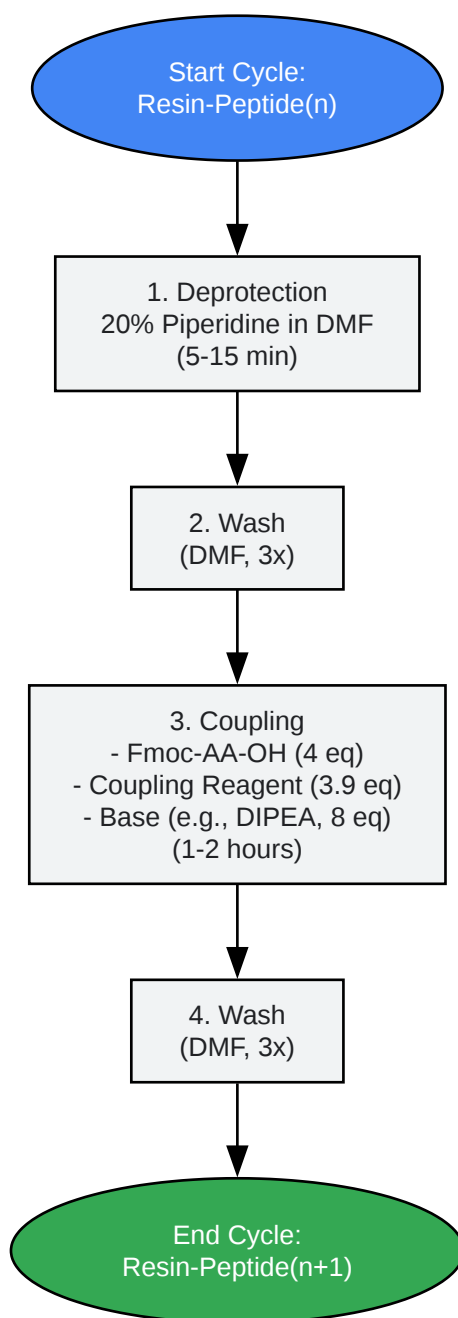 Start Cycle:
Resin-Peptide(n)
1. Deprotection
20% Piperidine in DMF
(5-15 min)
2. Wash
(DMF, 3x)
3. Coupling
- Fmoc-AA-OH (4 eq)
- Coupling Reagent (3.9 eq)
- Base (e.g., DIPEA, 8 eq)
(1-2 hours)
4. Wash
(DMF, 3x)
End Cycle:
Resin-Peptide(n+1)